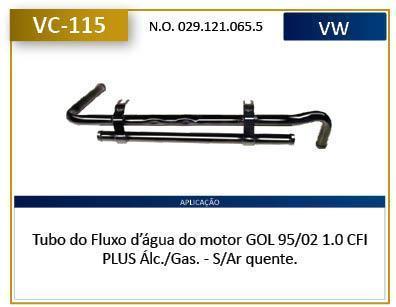 VC-115
N.O. 029.121.065.5
VW
APLICAÇÃO
Tubo do Fluxo d’água do motor GOL 95/02 1.0 CFI
PLUS Álc./Gas. - S/Ar quente.